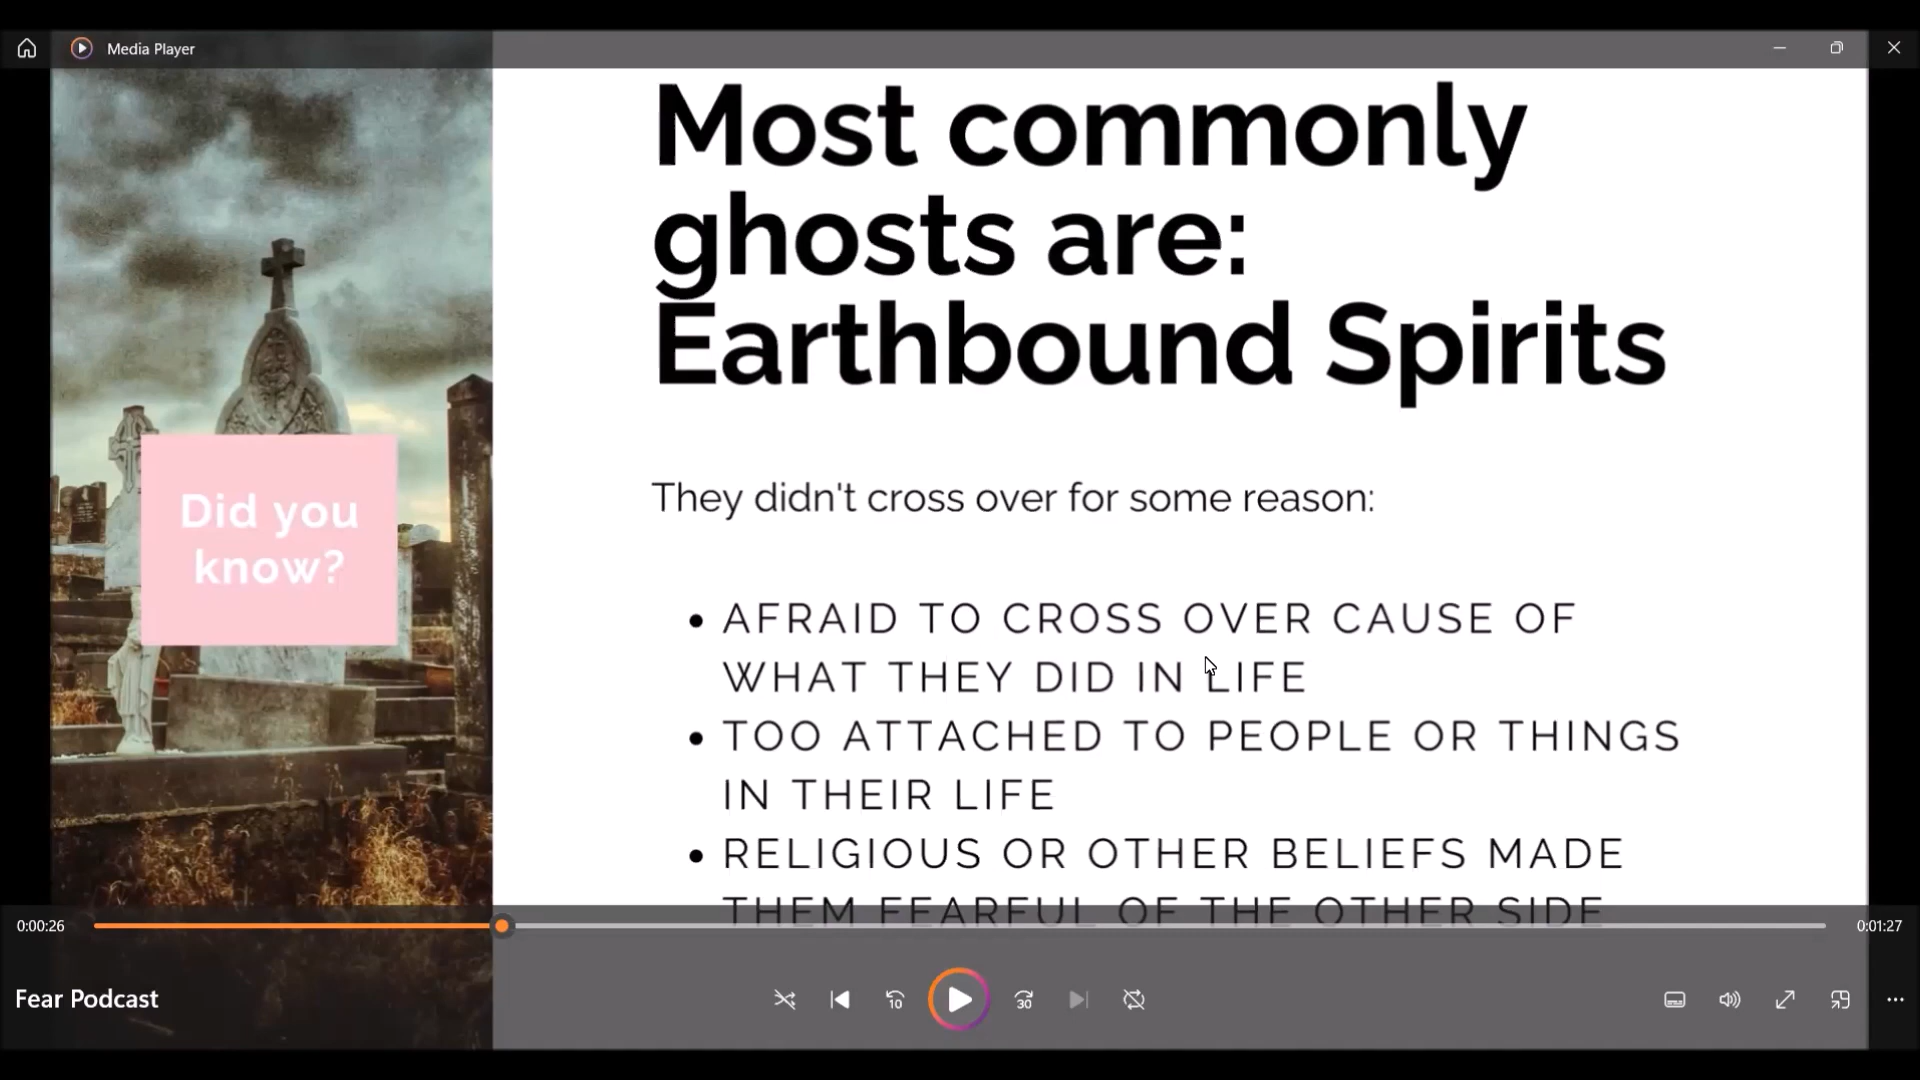 Media Player
Most commonly
ghosts are:
Earthbound Spirits
Did you
know?
They didn't cross over for some reason:
• AFRAID TO CROSS OVER CAUSE OF
WHAT THEY DID IN LIFE
• TOO ATTACHED TO PEOPLE OR THINGS
IN THEIR LIFE
• RELIGIOUS OR OTHER BELIEFS MADE
THEM FEARFUL OF THE OTHER SIDE
0:00:26
0:01:27
Fear Podcast
10
30